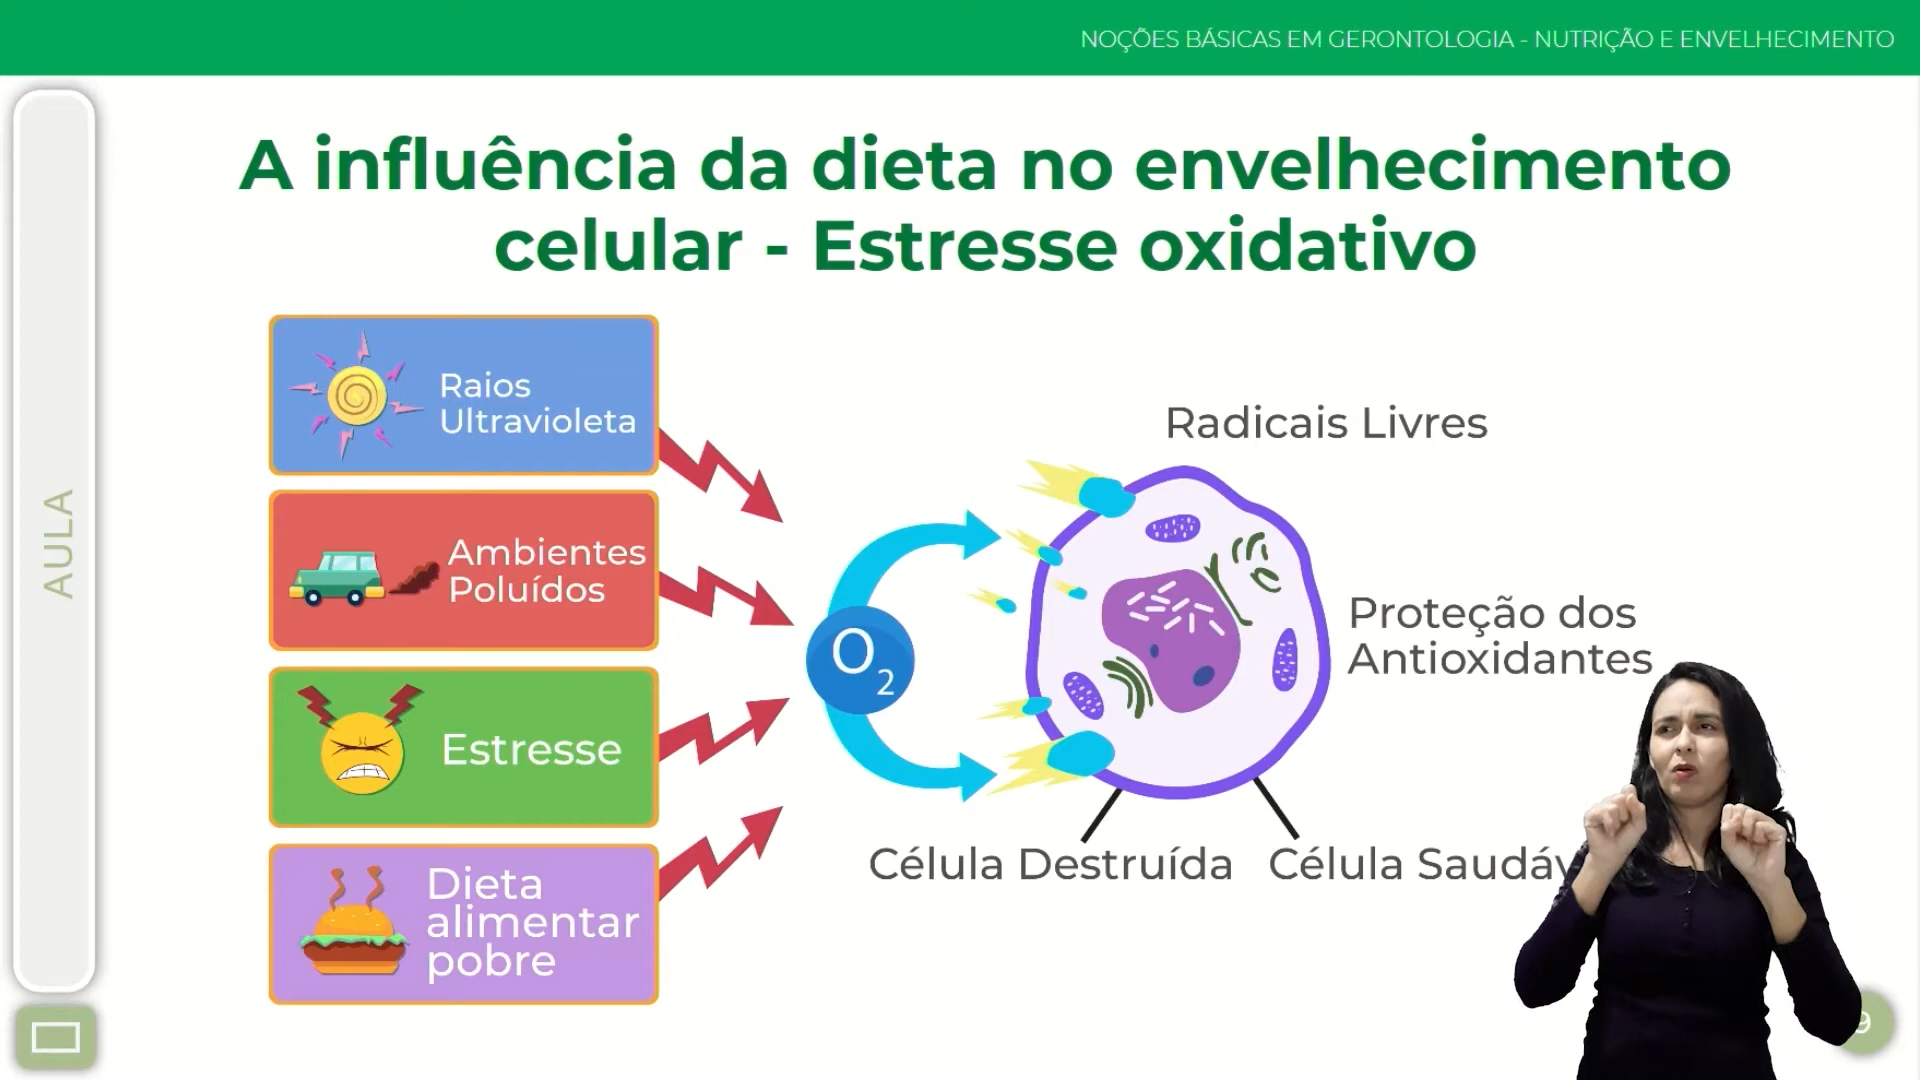 NOÇÕES BÁSICAS EM GERONTOLOGIA - NUTRIÇÃO E ENVELHECIMENTO
AULA
A influência da dieta no envelhecimento
celular - Estresse oxidativo
Raios
Ultravioleta
Ambientes
Poluídos
Estresse
Dieta
alimentar
pobre
O₂
Radicais Livres
Proteção dos
Antioxidantes
Célula Destruída
Célula